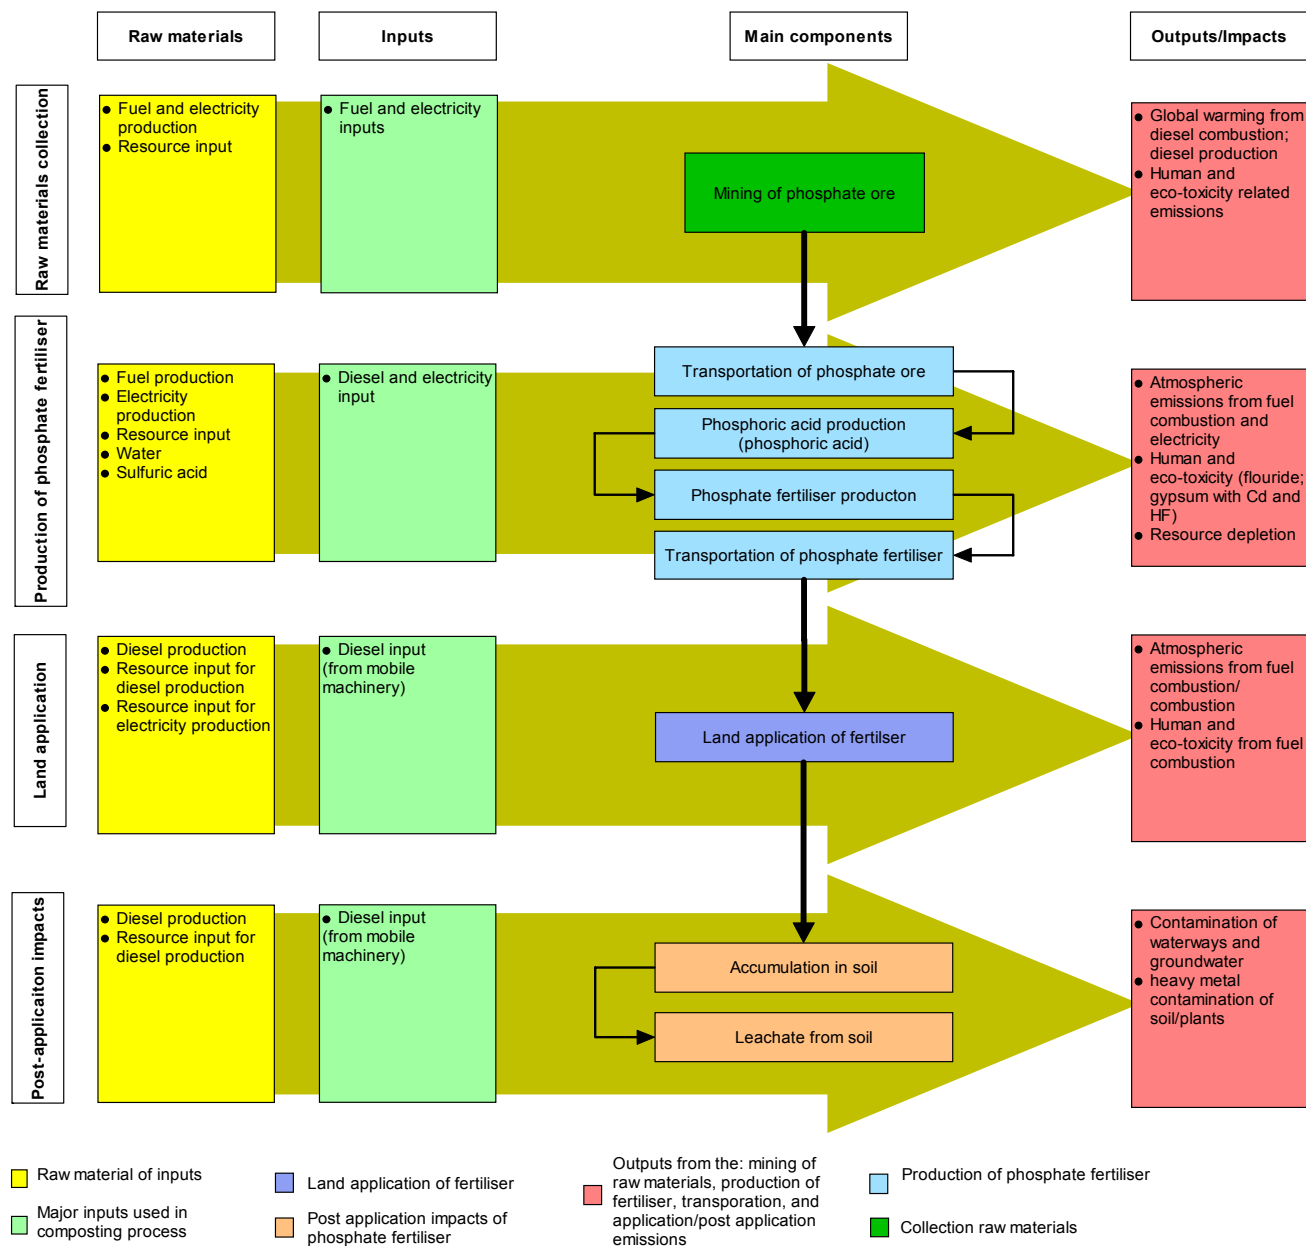 Raw materials
Inputs
Main components
Outputs/Impacts
Raw materials collection
● Fuel and electricity
production
● Resource input
● Fuel and electricity
inputs
Mining of phosphate ore
● Global warming from
diesel combustion;
diesel production
● Human and
eco-toxicity related
emissions
Production of phosphate fertiliser
● Fuel production
● Electricity
production
● Resource input
● Water
● Sulfuric acid
● Diesel and electricity
input
Transportation of phosphate ore
Phosphoric acid production
(phosphoric acid)
Phosphate fertiliser producton
Transportation of phosphate fertiliser
● Atmospheric
emissions from fuel
combustion and
electricity
● Human and
eco-toxicity (flouride;
gypsum with Cd and
HF)
● Resource depletion
Land application
● Diesel production
● Resource input for
diesel production
● Resource input for
electricity production
● Diesel input
(from mobile
machinery)
Land application of fertilser
● Atmospheric
emissions from fuel
combustion/
combustion
● Human and
eco-toxicity from fuel
combustion
Post-applicaiton impacts
● Diesel production
● Resource input for
diesel production
● Diesel input
(from mobile
machinery)
Accumulation in soil
Leachate from soil
● Contamination of
waterways and
groundwater
● heavy metal
contamination of
soil/plants
Raw material of inputs
Major inputs used in
composting process
Land application of fertiliser
Post application impacts of
phosphate fertiliser
Outputs from the: mining of
raw materials, production of
fertiliser, transporation, and
application/post application
emissions
Production of phosphate fertiliser
Collection raw materials